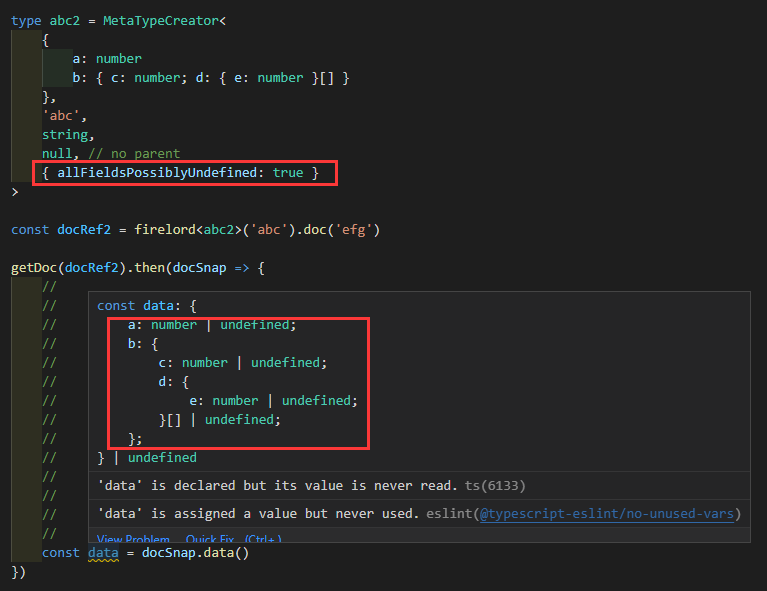 type abc2 = MetaTypeCreator<
{
a: number
b: { c: number; d: { e: number }[] }
},
'abc',
string,
null, // no parent
{ allFieldsPossiblyUndefined: true }
>
const docRef2 = firelord<abc2>('abc').doc('efg')
getDoc(docRef2).then(docSnap => {
//
//
//
//
//
//
//
//
//
//
//
//
//
//
const data: {
a: number | undefined;
b: {
c: number | undefined;
d: {
e: number | undefined;
}[] | undefined;
};
} | undefined
'data' is declared but its value is never read. ts(6133)
'data' is assigned a value but never used. eslint(@typescript-eslint/no-unused-vars)
View Problem Quick Fix... (Ctrl+.)
const data = docSnap.data()
})